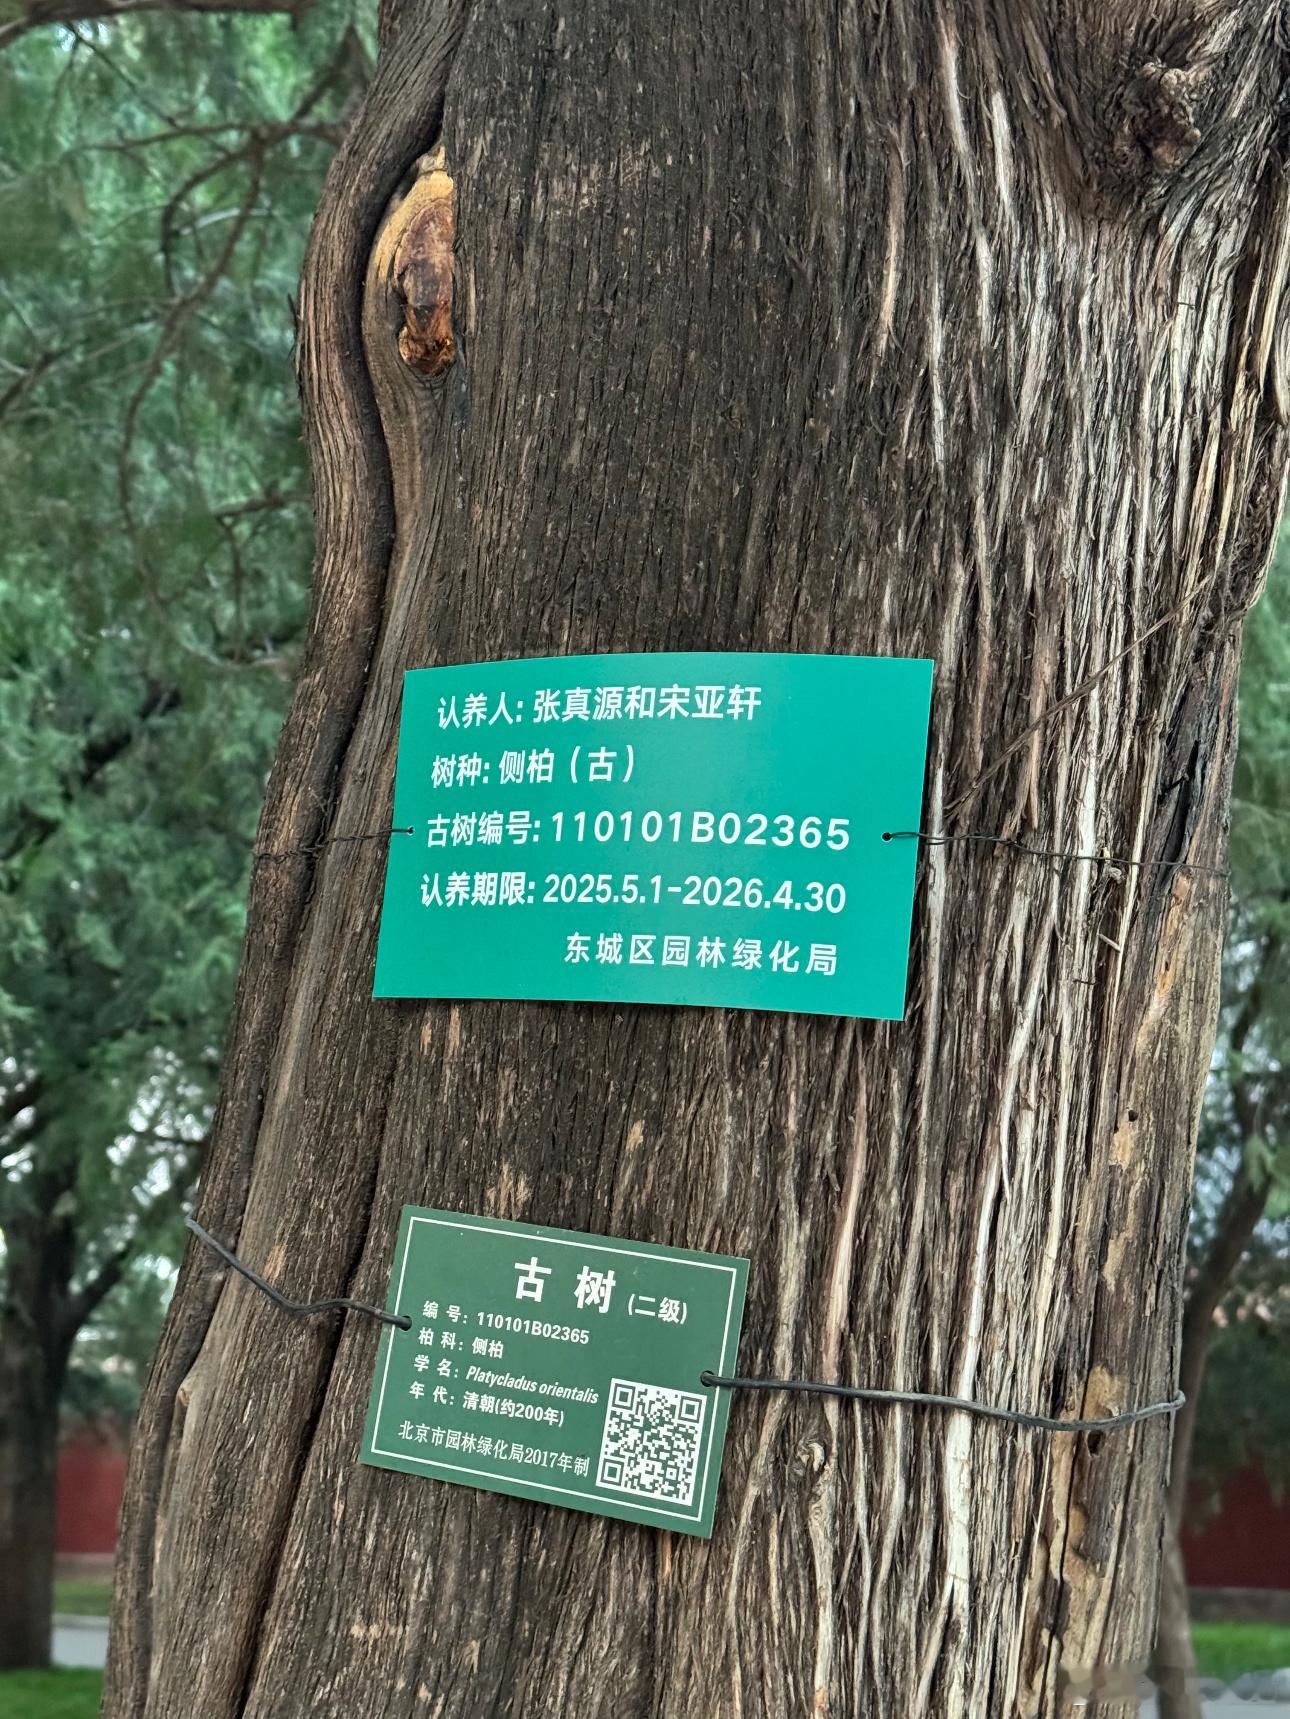 认养人: 张真源和宋亚轩
树种: 侧柏（古）
古树编号: 110101B02365
认养期限: 2025.5.1-2026.4.30
东城区园林绿化局
古树(二级)
编号: 110101B02365
柏科: 侧柏
学名: Platycladus orientalis
年代: 清朝(约200年)
北京市园林绿化局2017年制